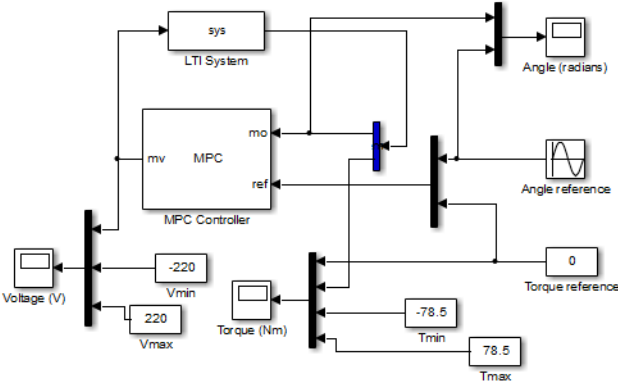 sys
LTI System
Angle (radians)
mo
mv
MPC
ref
MPC Controller
Angle reference
-220
Vmin
Voltage (V)
220
Vmax
0
Torque reference
Torque (Nm)
-78.5
Tmin
78.5
Tmax